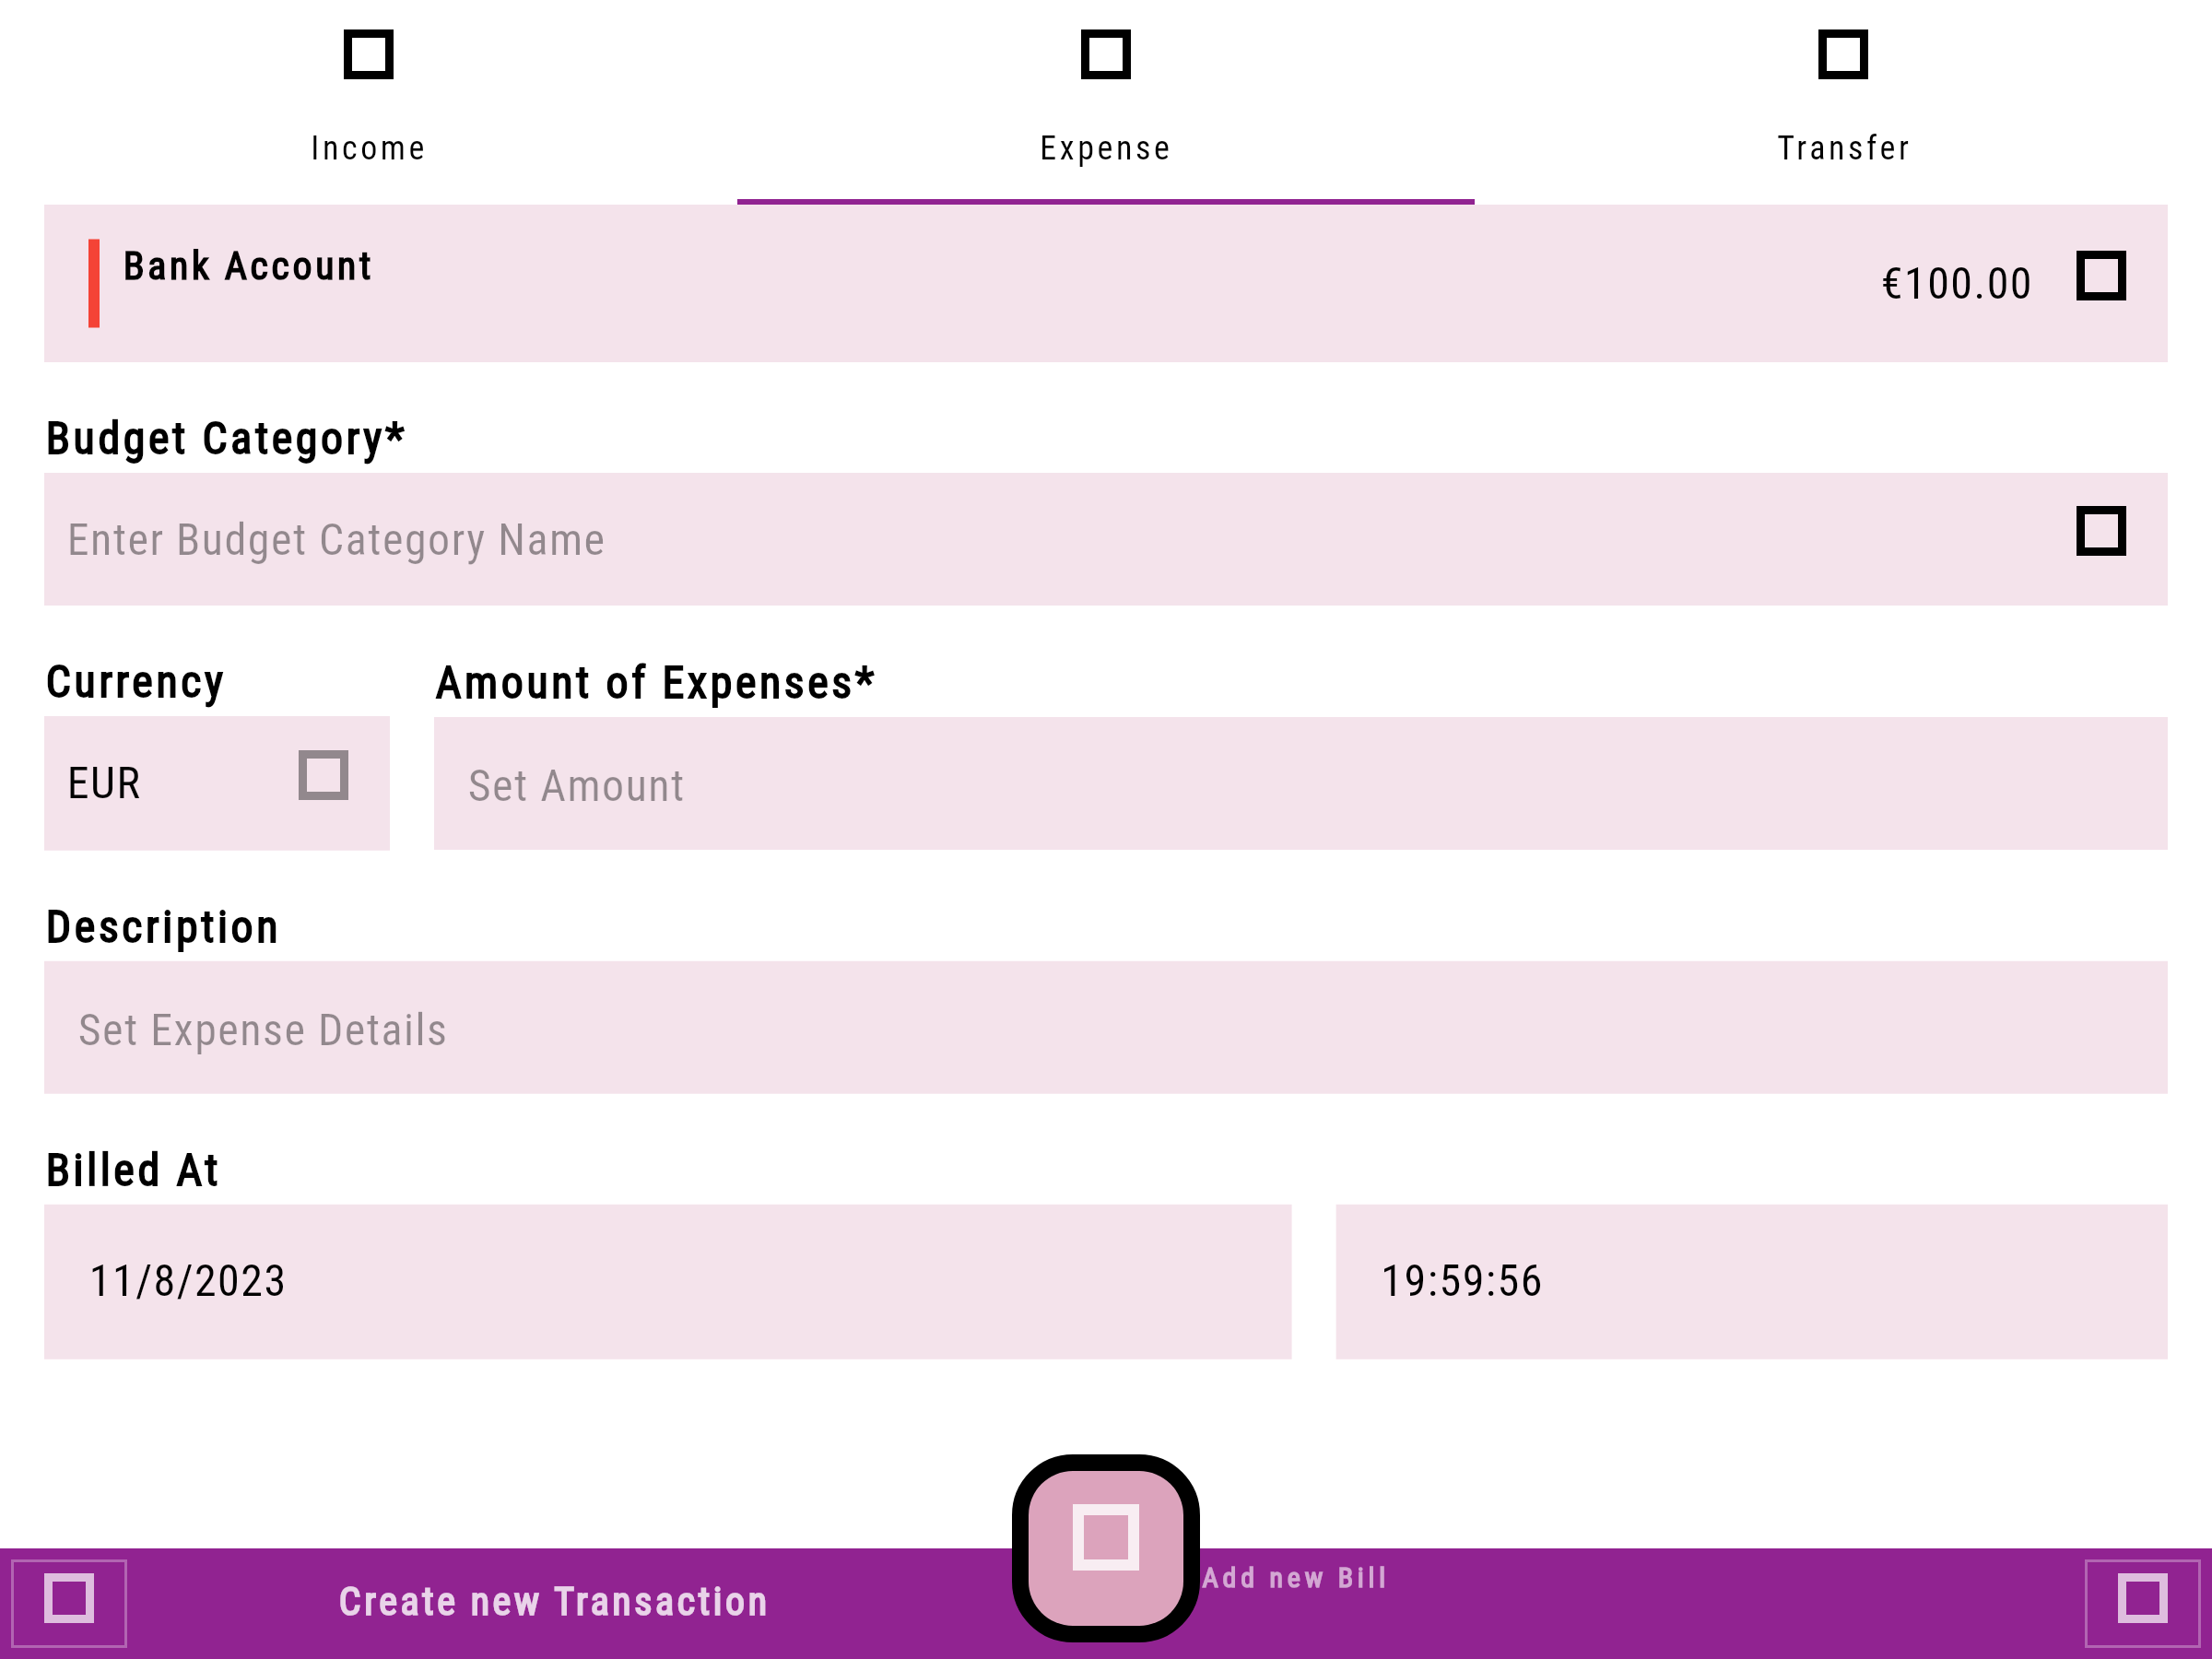 Income
Expense
Transfer
Bank Account
€100.00
Budget Category*
Enter Budget Category Name
Currency
Amount of Expenses*
EUR
Set Amount
Description
Set Expense Details
Billed At
11/8/2023
19:59:56
Create new Transaction
Add new Bill